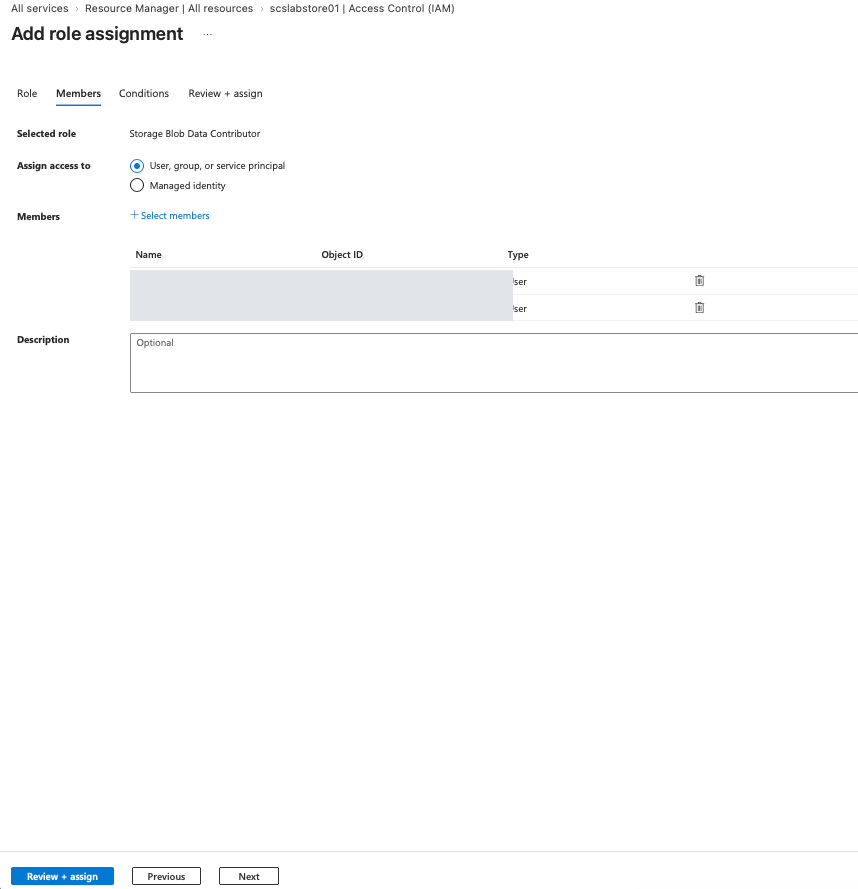 All services › Resource Manager | All resources › scslabstore01 | Access Control (IAM)
Add role assignment ...
Role Members Conditions Review + assign
Selected role Storage Blob Data Contributor
Assign access to User, group, or service principal
Managed identity
Members + Select members
Name Object ID Type
ser
ser
Description Optional
Review + assign Previous Next